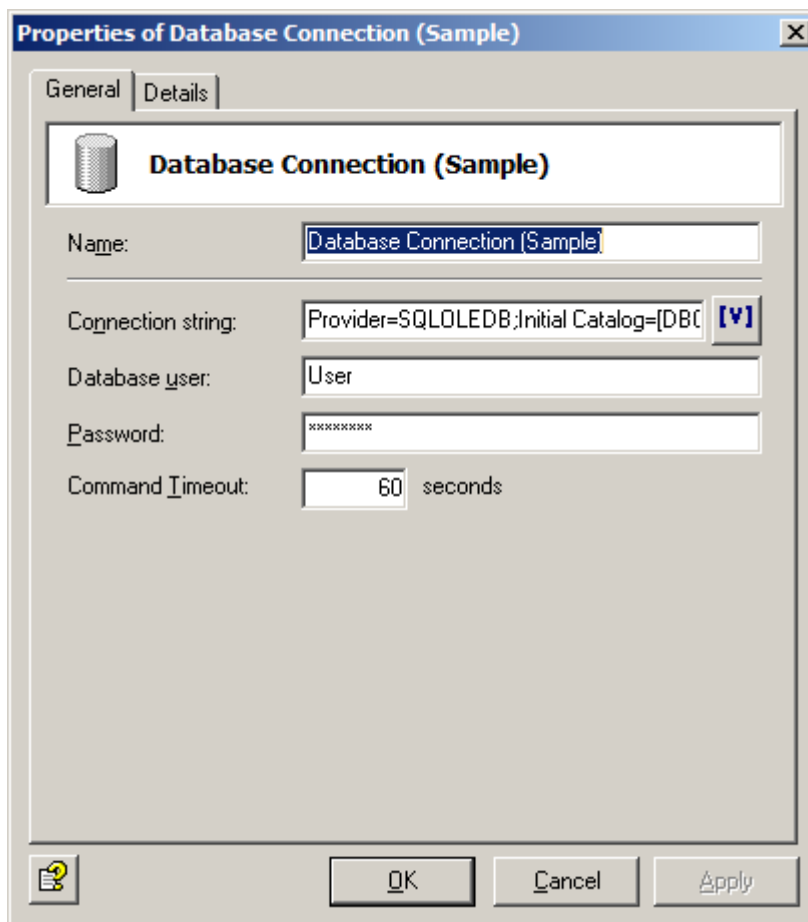 Properties of Database Connection (Sample)
General Details
Database Connection (Sample)
Name: Database Connection (Sample)
Connection string: Provider=SQLOLEDB;Initial Catalog=[DBC [V]
Database user: User
Password: ********
Command Timeout: 60 seconds
OK Cancel Apply